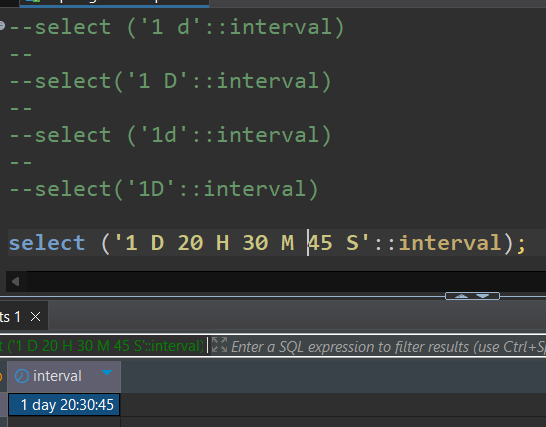 --select ('1 d'::interval)
--
--select('1 D'::interval)
--
--select ('1d'::interval)
--
--select('1D'::interval)
select ('1 D 20 H 30 M 45 S'::interval);
ts 1
t ('1 D 20 H 30 M 45 S'::interval) Enter a SQL expression to filter results (use Ctrl+Sp
interval
1 day 20:30:45